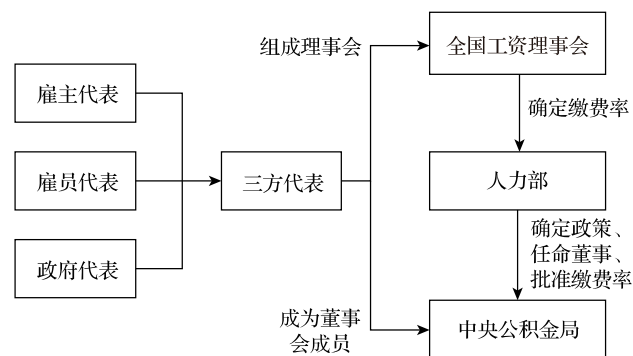 雇主代表
雇员代表
政府代表
三方代表
组成理事会
全国工资理事会
确定缴费率
人力部
确定政策、
任命董事、
批准缴费率
成为董事
会成员
中央公积金局